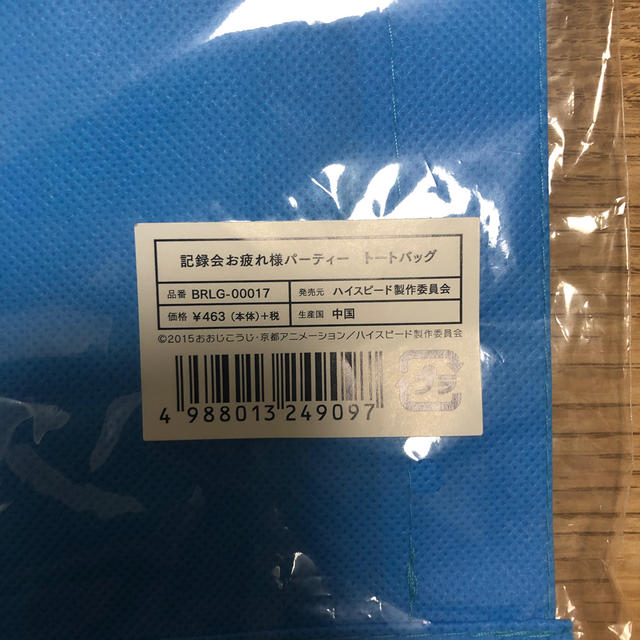 記録会お疲れ様パーティー　トートバッグ
品番 BRLG-00017 発売元 ハイスピード製作委員会
価格 ¥463（本体）+税 生産国 中国
©2015おおじこうじ・京都アニメーション／ハイスピード製作委員会
4 988013 249097
プラ